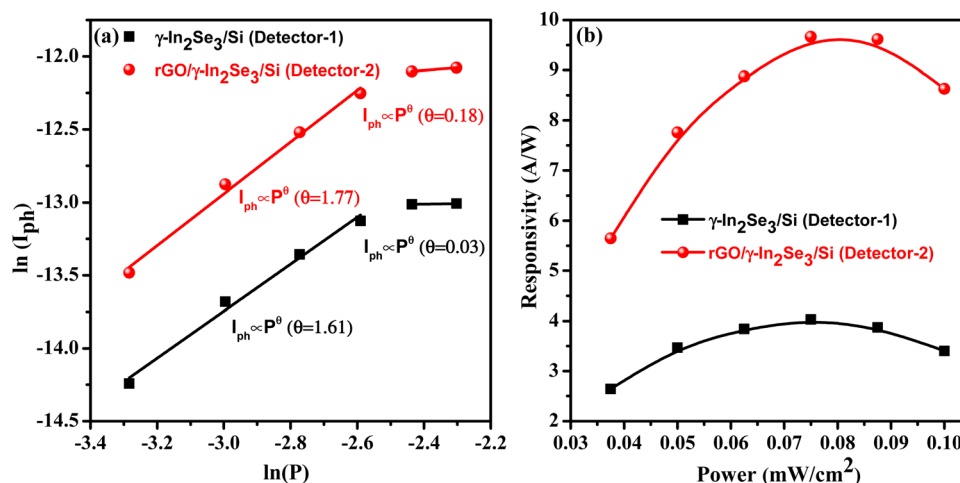 (a)
γ-In2Se3/Si (Detector-1)
rGO/γ-In2Se3/Si (Detector-2)
Iph∝Pθ (θ=0.18)
Iph∝Pθ (θ=1.77)
Iph∝Pθ (θ=0.03)
Iph∝Pθ (θ=1.61)
ln (Iph)
-12.0
-12.5
-13.0
-13.5
-14.0
-14.5
-3.4 -3.2 -3.0 -2.8 -2.6 -2.4 -2.2
ln(P)
(b)
γ-In2Se3/Si (Detector-1)
rGO/γ-In2Se3/Si (Detector-2)
Responsivity (A/W)
10
9
8
7
6
5
4
3
2
0.03 0.04 0.05 0.06 0.07 0.08 0.09 0.10
Power (mW/cm2)